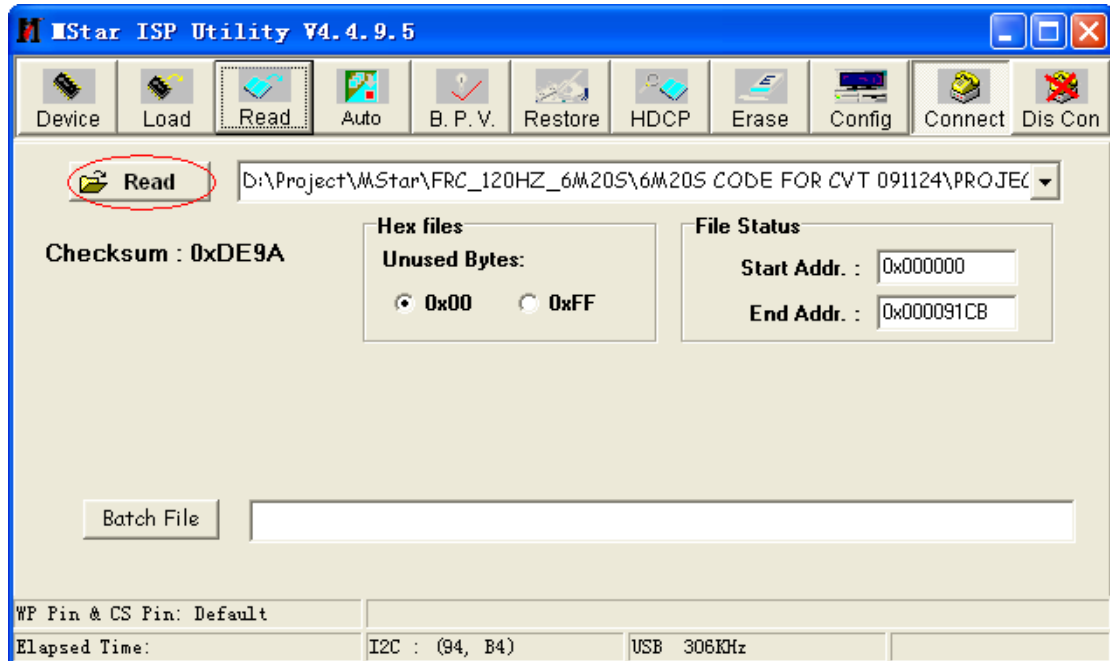 MStar ISP Utility V4.4.9.5
Device Load Read Auto B. P. V. Restore HDCP Erase Config Connect Dis Con
Read D:\Project\MStar\FRC_120HZ_6M20S\6M20S CODE FOR CVT 091124\PROJEC
Checksum : 0xDE9A
Hex files
Unused Bytes:
0x00 0xFF
File Status
Start Addr. : 0x000000
End Addr. : 0x000091CB
Batch File
WP Pin & CS Pin: Default
Elapsed Time: I2C : (94, B4) USB 306KHz